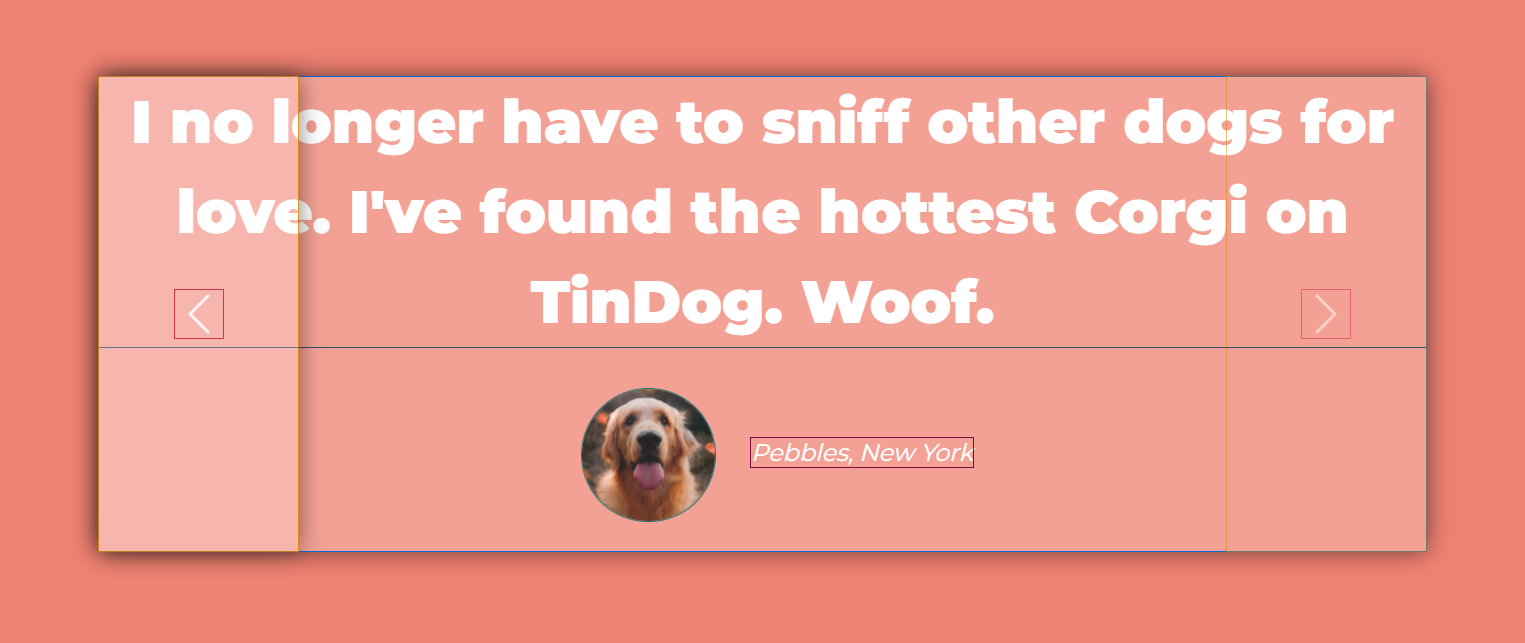 I no longer have to sniff other dogs for
love. I've found the hottest Corgi on
TinDog. Woof.
Pebbles, New York